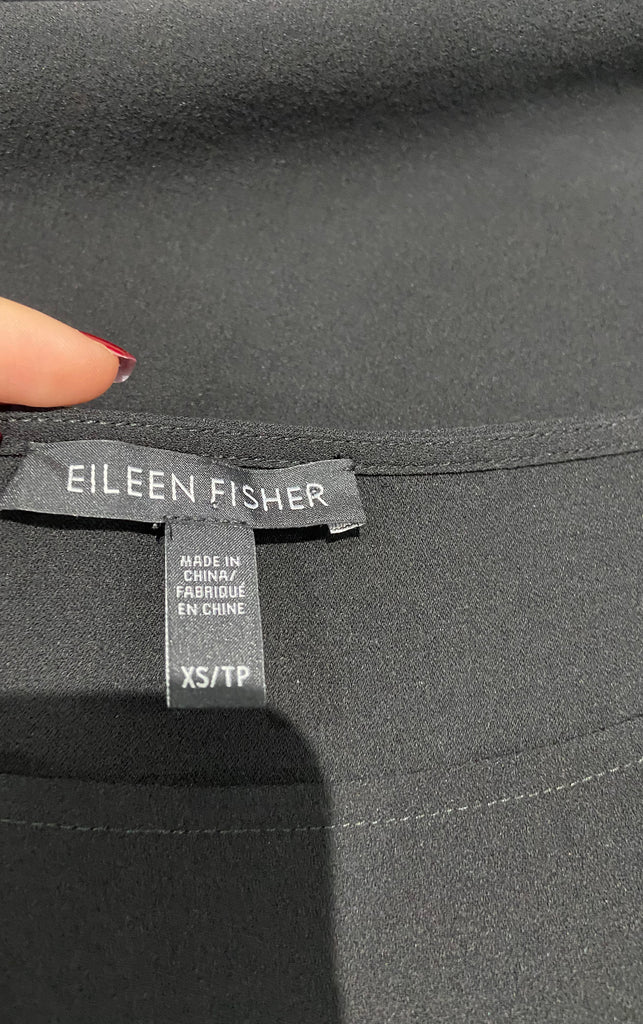 EILEEN FISHER
MADE IN
CHINA/
FABRIQUÉ
EN CHINE
XS/TP